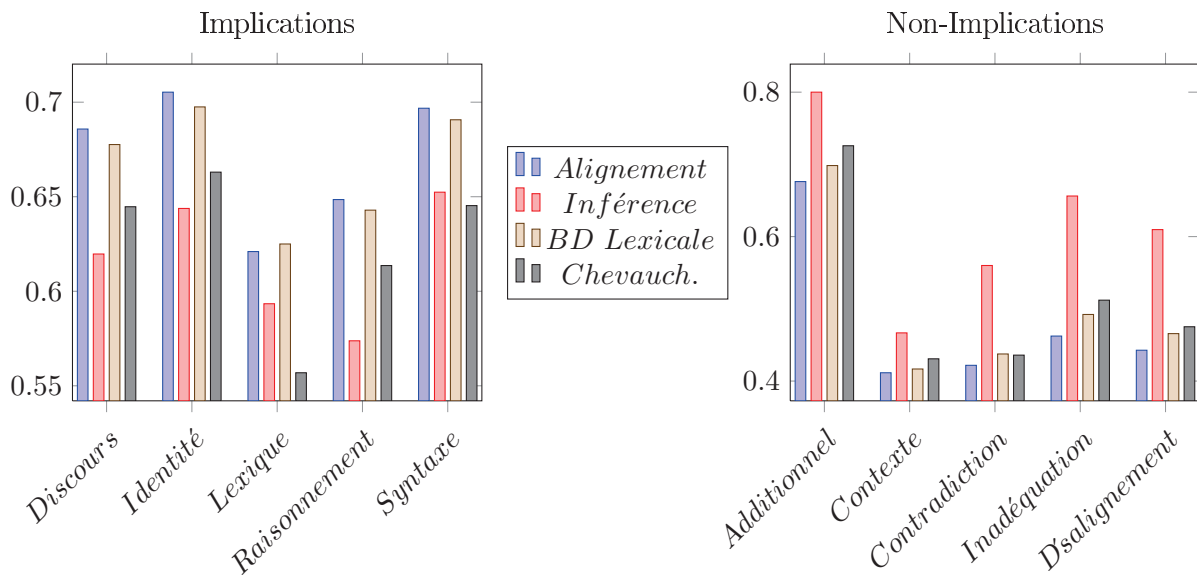 Implications
0.7
0.65
0.6
0.55
Discours
Identité
Lexique
Raisonnement
Syntaxe
Alignement
Inférence
BD Lexicale
Chevauch.
Non-Implications
0.8
0.6
0.4
Additionnel
Contexte
Contradiction
Inadéquation
D'salignement